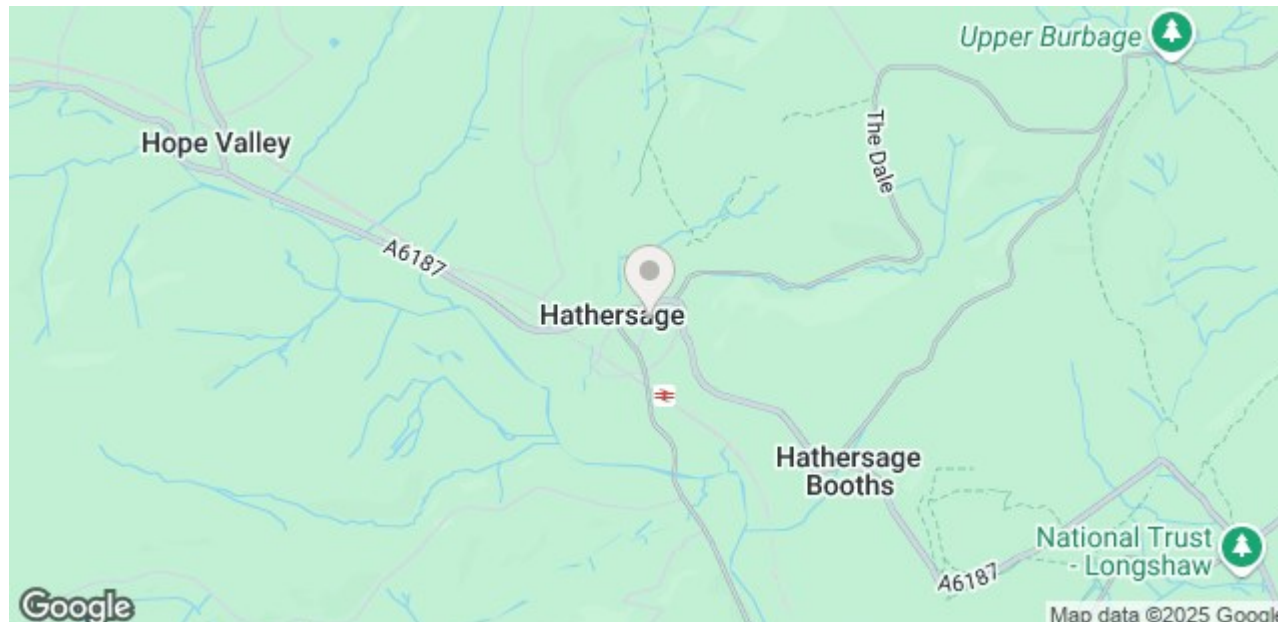 Upper Burbage
The Dale
Hope Valley
A6187
Hathersage
Hathersage
Booths
National Trust
- Longshaw
A6187
Google
Map data ©2025 Google